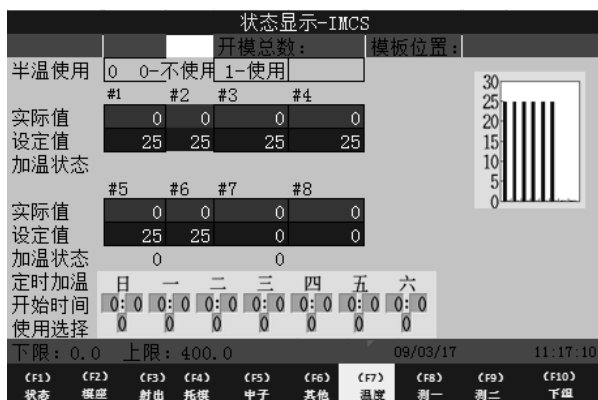 状态显示-IMCS
开模总数: 模板位置:
半温使用 0 0-不使用 1-使用
#1 #2 #3 #4
实际值 0 0 0 0
设定值 25 25 25 25
加温状态
#5 #6 #7 #8
实际值 0 0 0 0
设定值 25 25 0 0
加温状态 0 0
定时加温 日 一 二 三 四 五 六
开始时间 0: 0 0: 0 0: 0 0: 0 0: 0 0: 0 0: 0
使用选择 0 0 0 0 0 0 0
30
25
20
15
10
5
0
下限: 0.0 上限: 400.0 09/03/17 11:17:10
(F1) (F2) (F3) (F4) (F5) (F6) (F7) (F8) (F9) (F10)
状态 模座 射出 托模 中子 其他 温度 测一 测二 下组